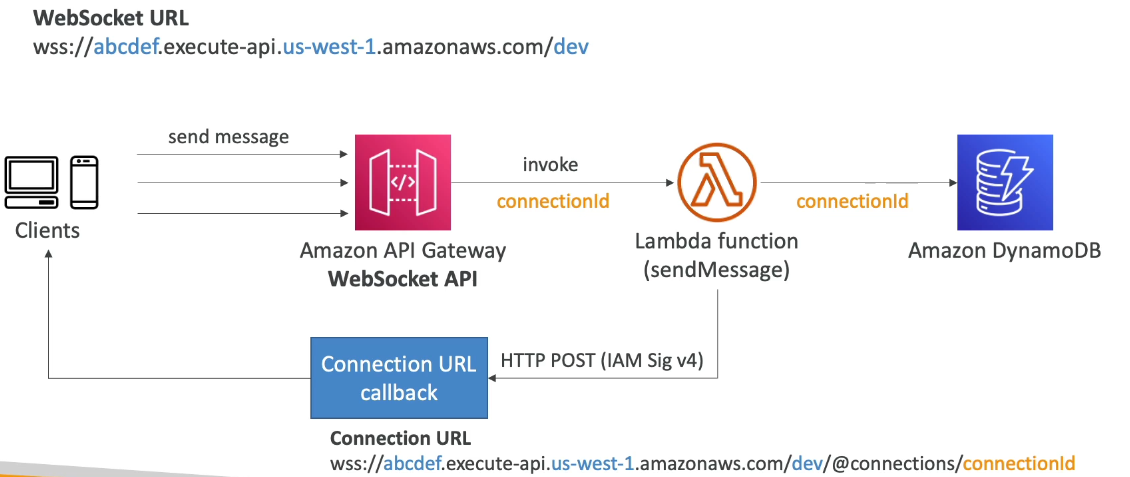 WebSocket URL
wss://abcdef.execute-api.us-west-1.amazonaws.com/dev
send message
Clients
Amazon API Gateway
WebSocket API
invoke
connectionId
Lambda function
(sendMessage)
connectionId
Amazon DynamoDB
Connection URL
callback
HTTP POST (IAM Sig v4)
Connection URL
wss://abcdef.execute-api.us-west-1.amazonaws.com/dev/@connections/connectionId